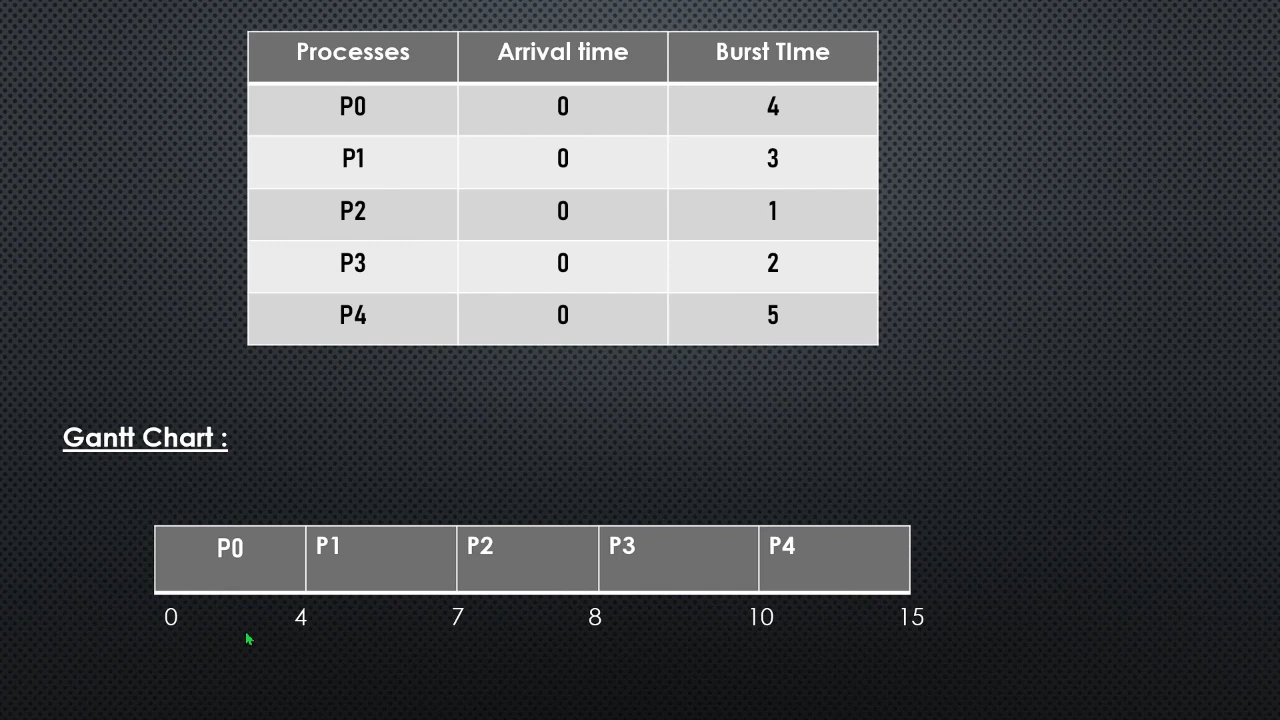 Processes Arrival time Burst TIme
P0 0 4
P1 0 3
P2 0 1
P3 0 2
P4 0 5
Gantt Chart :
P0 P1 P2 P3 P4
0 4 7 8 10 15